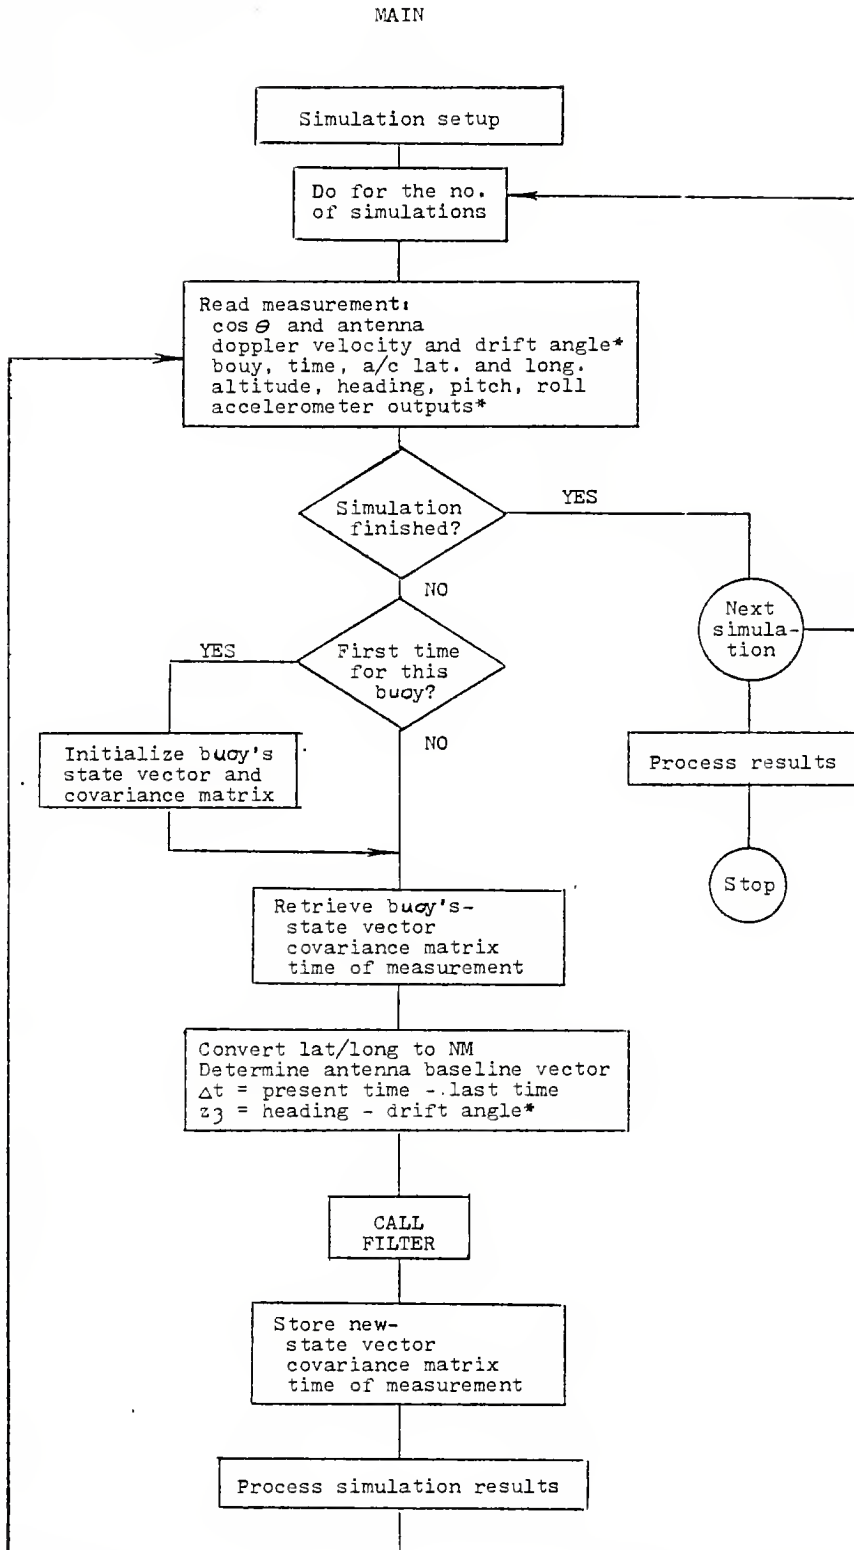 MAIN
Simulation setup
Do for the no.
of simulations
Read measurement:
cos θ and antenna
doppler velocity and drift angle*
bouy, time, a/c lat. and long.
altitude, heading, pitch, roll
accelerometer outputs*
Simulation
finished?
YES
NO
Next
simula-
tion
First time
for this
buoy?
YES
NO
Initialize buoy's
state vector and
covariance matrix
Process results
Stop
Retrieve buoy's-
state vector
covariance matrix
time of measurement
Convert lat/long to NM
Determine antenna baseline vector
Δt = present time - last time
z3 = heading - drift angle*
CALL
FILTER
Store new-
state vector
covariance matrix
time of measurement
Process simulation results